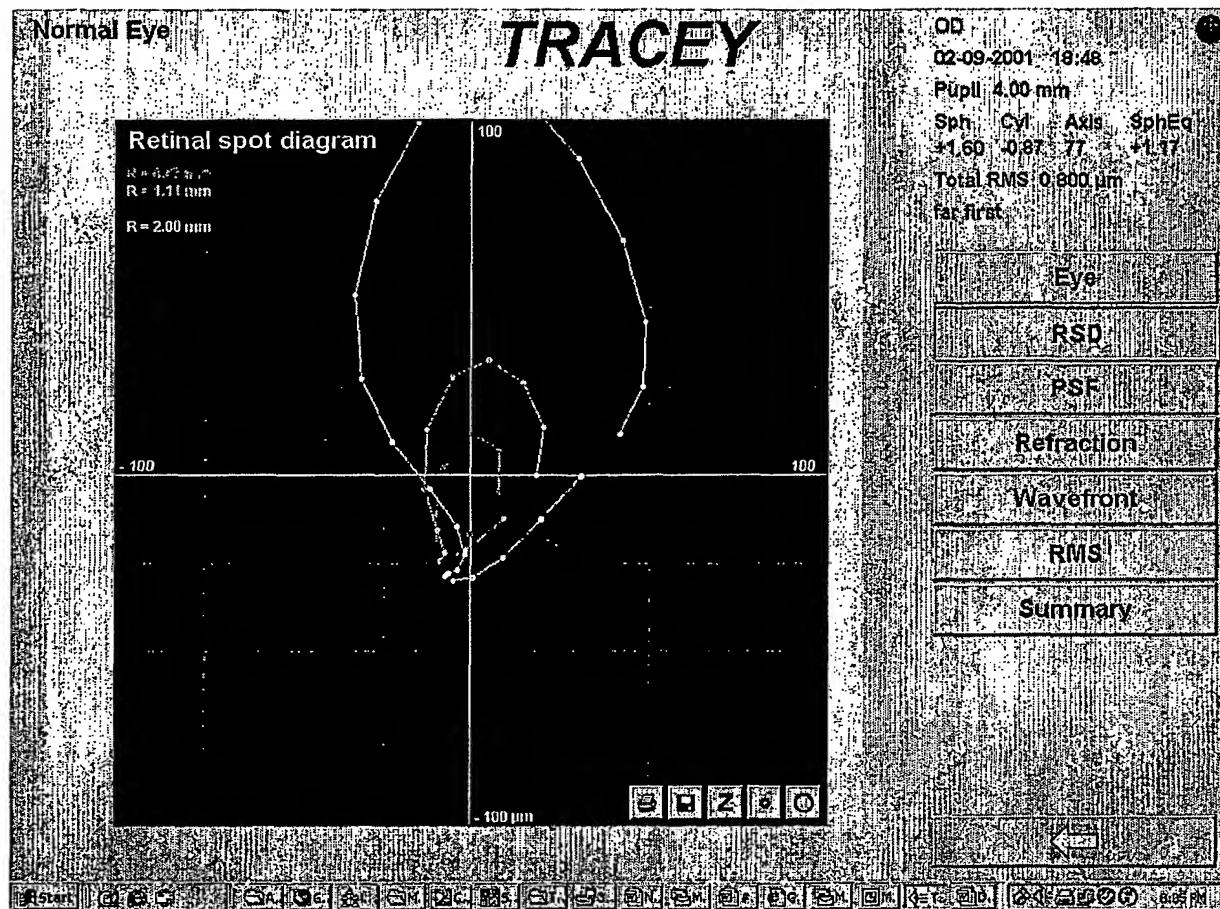 Normal Eye
TRACEY
OD
02-09-2001 18:48
Pupil 4.00 mm
Sph Cyl Axis SphEq
+1.60 -0.87 77 +1.17
Total RMS 0.800 µm
far first
Retinal spot diagram
R = 1.11 mm
R = 2.00 mm
100
- 100
100
- 100 µm
Z
Eye
RSD
PSF
Refraction
Wavefront
RMS
Summary
Start